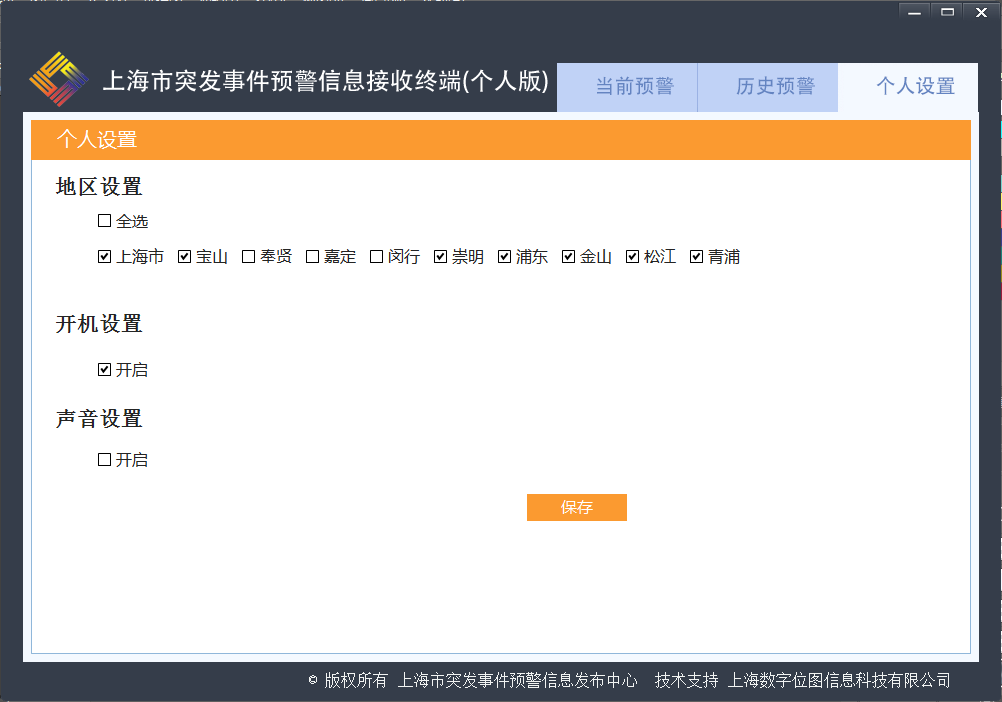 上海市突发事件预警信息接收终端(个人版)
当前预警 历史预警 个人设置
个人设置
地区设置
全选
上海市 宝山 奉贤 嘉定 闵行 崇明 浦东 金山 松江 青浦
开机设置
开启
声音设置
开启
保存
© 版权所有 上海市突发事件预警信息发布中心 技术支持 上海数字位图信息科技有限公司